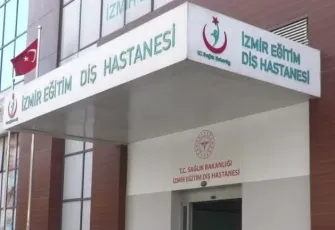 İZMİR
İZMİR EĞİTİM DİŞ HASTANESİ
T.C. Sağlık Bakanlığı
İZMİR EĞİTİM
DİŞ HASTANESİ
T.C. SAĞLIK BAKANLIĞI
İZMİR EĞİTİM DİŞ HASTANESİ